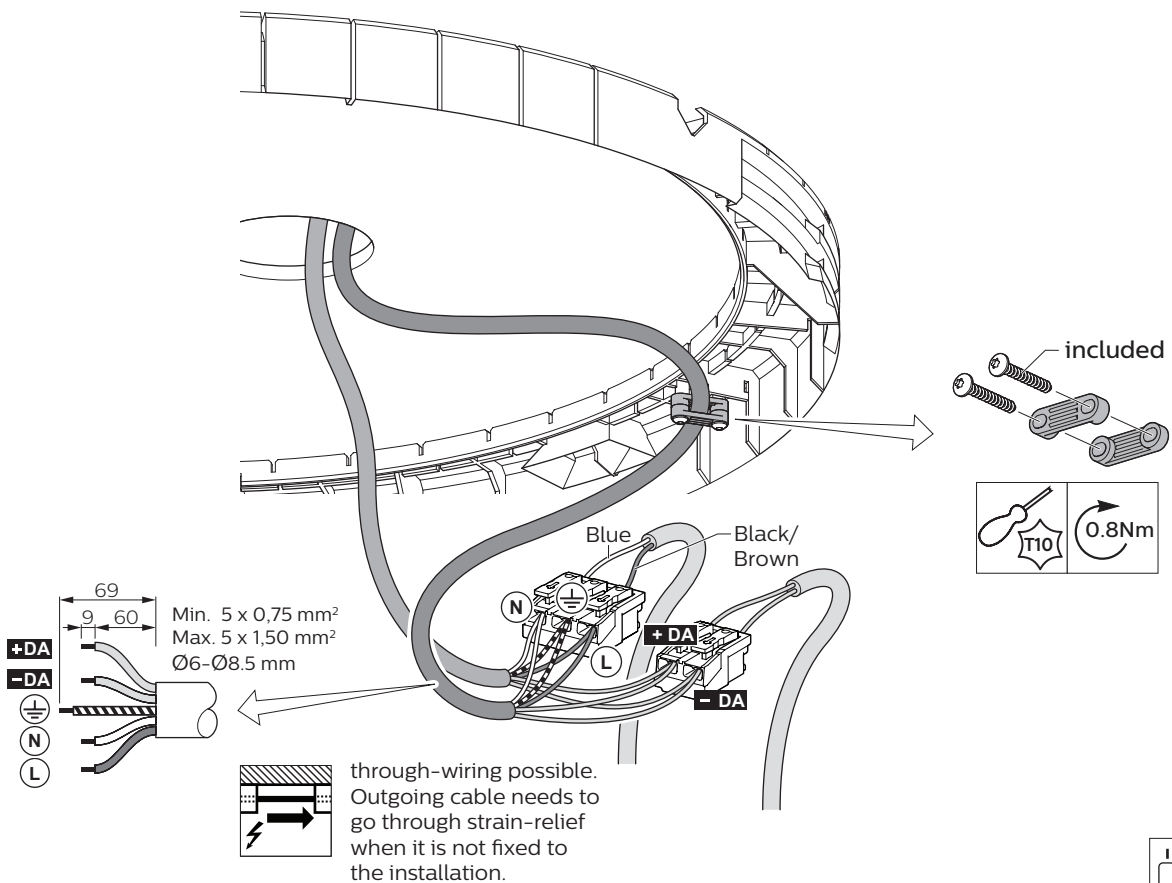 included
T10
0.8Nm
Blue
Black/
Brown
N
L
+ DA
- DA
69
9
60
Min. 5 x 0,75 mm²
Max. 5 x 1,50 mm²
Ø6-Ø8.5 mm
+DA
-DA
N
L
through-wiring possible.
Outgoing cable needs to
go through strain-relief
when it is not fixed to
the installation.